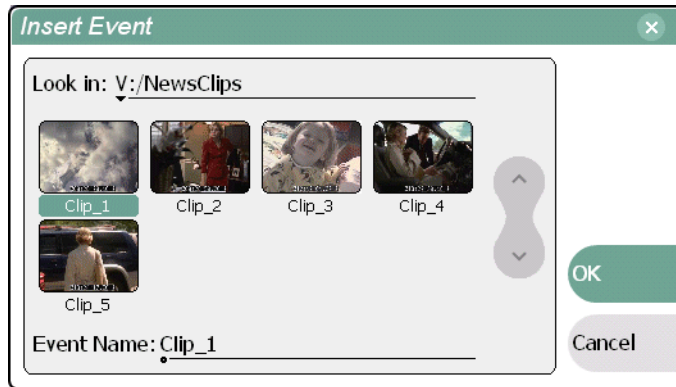 Insert Event
Look in: V:/NewsClips
Clip_1 Clip_2 Clip_3 Clip_4
Clip_5
OK
Event Name: Clip_1
Cancel